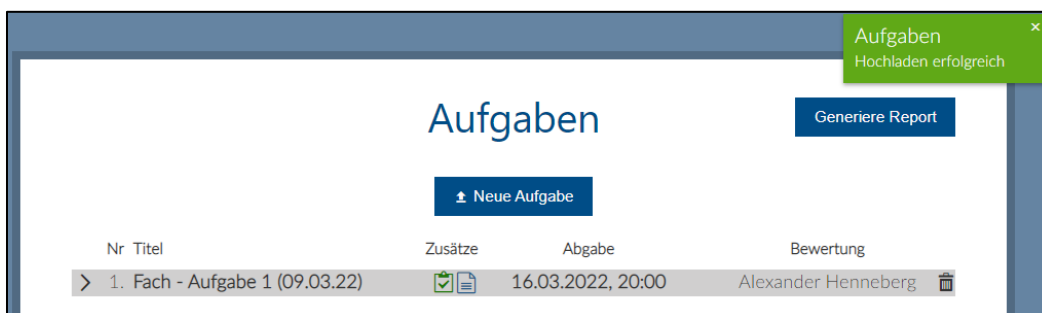 Aufgaben
Hochladen erfolgreich
×
Aufgaben
Generiere Report
Neue Aufgabe
Nr Titel Zusätze Abgabe Bewertung
1. Fach - Aufgabe 1 (09.03.22) 16.03.2022, 20:00 Alexander Henneberg